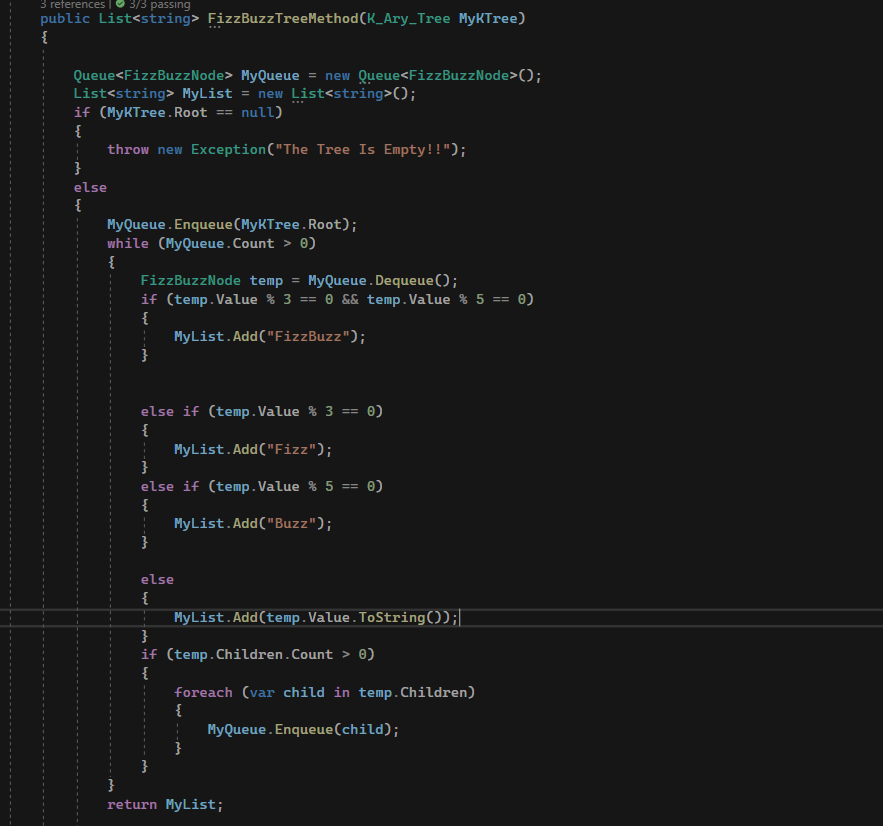 3 references | 3/3 passing
public List<string> FizzBuzzTreeMethod(K_Ary_Tree MyKTree)
{
Queue<FizzBuzzNode> MyQueue = new Queue<FizzBuzzNode>();
List<string> MyList = new List<string>();
if (MyKTree.Root == null)
{
throw new Exception("The Tree Is Empty!!");
}
else
{
MyQueue.Enqueue(MyKTree.Root);
while (MyQueue.Count > 0)
{
FizzBuzzNode temp = MyQueue.Dequeue();
if (temp.Value % 3 == 0 && temp.Value % 5 == 0)
{
MyList.Add("FizzBuzz");
}
else if (temp.Value % 3 == 0)
{
MyList.Add("Fizz");
}
else if (temp.Value % 5 == 0)
{
MyList.Add("Buzz");
}
else
{
MyList.Add(temp.Value.ToString());
}
if (temp.Children.Count > 0)
{
foreach (var child in temp.Children)
{
MyQueue.Enqueue(child);
}
}
}
return MyList;